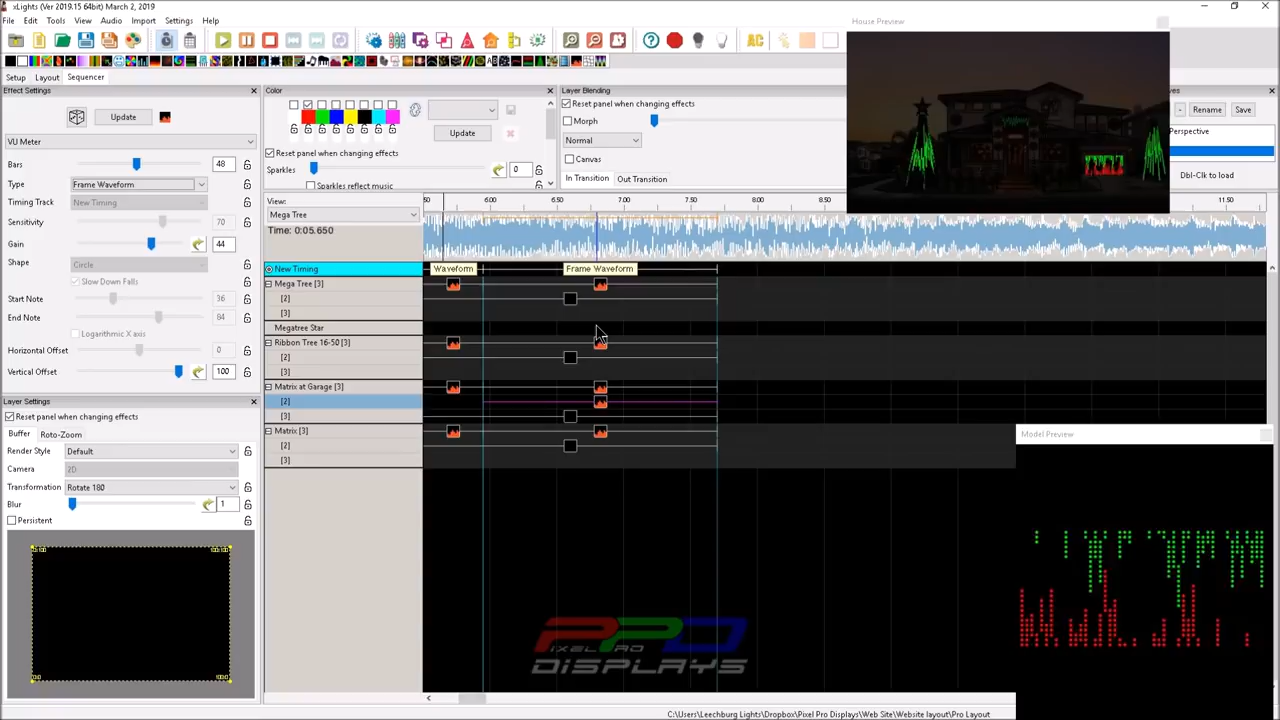 xLights (Ver 2019.15 64bit) March 2, 2019
File Edit Tools View Audio Import Settings Help
House Preview
AC
Setup Layout Sequencer
Effect Settings
Color
Layer Blending
Update
Reset panel when changing effects
Rename Save
Morph
Perspective
Update
VU Meter
Normal
Reset panel when changing effects
Canvas
Bars 48
Sparkles 0
In Transition Out Transition
Dbl-Clk to load
Type Frame Waveform
Sparkles reflect music
Timing Track New Timing
View:
6.00 6.50 7.00 7.50 8.00 8.50 11.50
Mega Tree
Sensitivity 70
Time: 0:05.650
Gain 44
Shape Circle
New Timing Waveform Frame Waveform
Slow Down Falls
Mega Tree [3]
Start Note 36
[2]
End Note 84
[3]
Logarithmic X axis
Megatree Star
Horizontal Offset 0
Ribbon Tree 16-50 [3]
[2]
Vertical Offset 100
[3]
Matrix at Garage [3]
Layer Settings
[2]
Reset panel when changing effects
[3]
Buffer Roto-Zoom
Matrix [3]
Model Preview
Render Style Default
[2]
Camera 2D
[3]
Transformation Rotate 180
Blur 1
Persistent
PPD
PIXEL PRO
DISPLAYS
C:\Users\Leechburg Lights\Dropbox\Pixel Pro Displays\Web Site\Website layout\Pro Layout